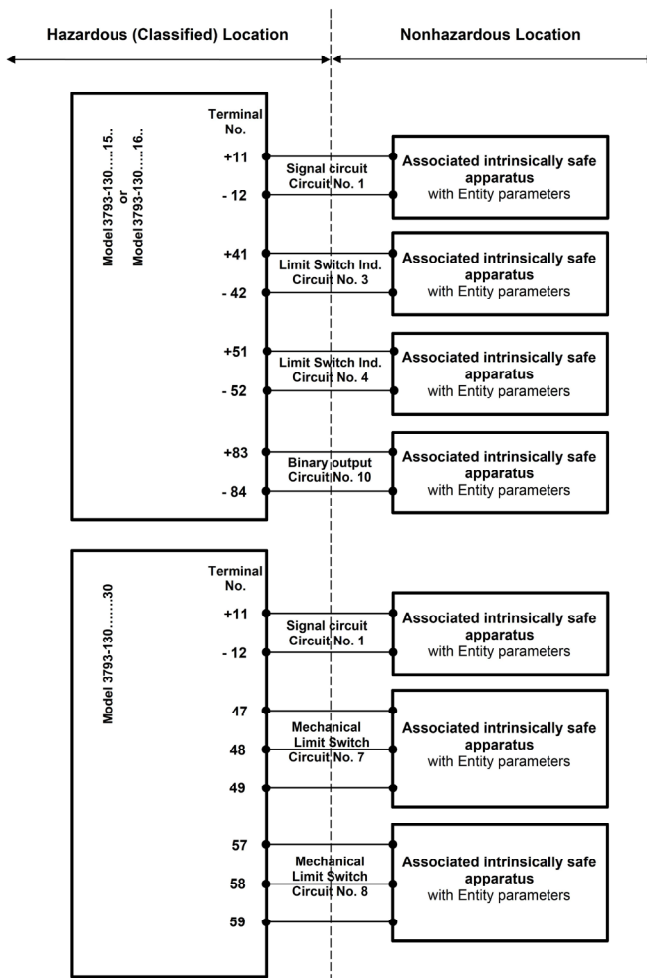 Hazardous (Classified) Location
Nonhazardous Location
Model 3793-130.....15..
or
Model 3793-130.....16..
Terminal
No.
+11
- 12
Signal circuit
Circuit No. 1
Associated intrinsically safe
apparatus
with Entity parameters
+41
- 42
Limit Switch Ind.
Circuit No. 3
Associated intrinsically safe
apparatus
with Entity parameters
+51
- 52
Limit Switch Ind.
Circuit No. 4
Associated intrinsically safe
apparatus
with Entity parameters
+83
- 84
Binary output
Circuit No. 10
Associated intrinsically safe
apparatus
with Entity parameters
Model 3793-130........30
Terminal
No.
+11
- 12
Signal circuit
Circuit No. 1
Associated intrinsically safe
apparatus
with Entity parameters
47
48
49
Mechanical
Limit Switch
Circuit No. 7
Associated intrinsically safe
apparatus
with Entity parameters
57
58
59
Mechanical
Limit Switch
Circuit No. 8
Associated intrinsically safe
apparatus
with Entity parameters